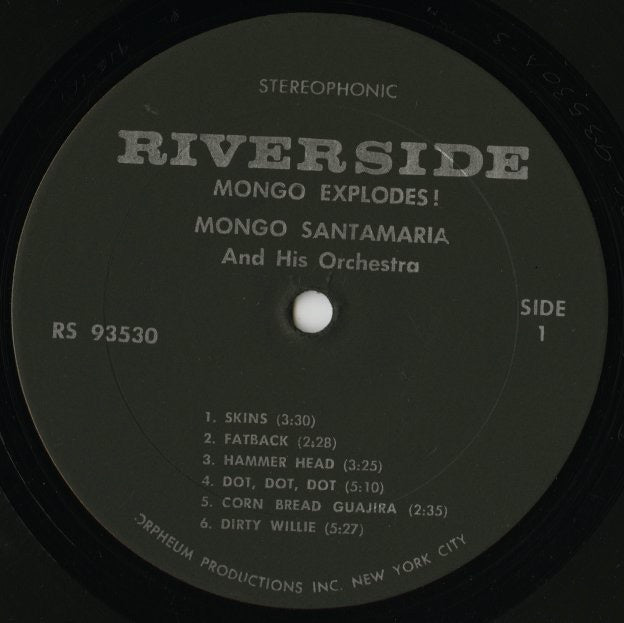 STEREOPHONIC
RIVERSIDE
MONGO EXPLODES!
MONGO SANTAMARIA
And His Orchestra
RS 93530
SIDE
1
1. SKINS (3:30)
2. FATBACK (2:28)
3. HAMMER HEAD (3:25)
4. DOT, DOT, DOT (5:10)
5. CORN BREAD GUAJIRA (2:35)
6. DIRTY WILLIE (5:27)
ORPHEUM PRODUCTIONS INC. NEW YORK CITY